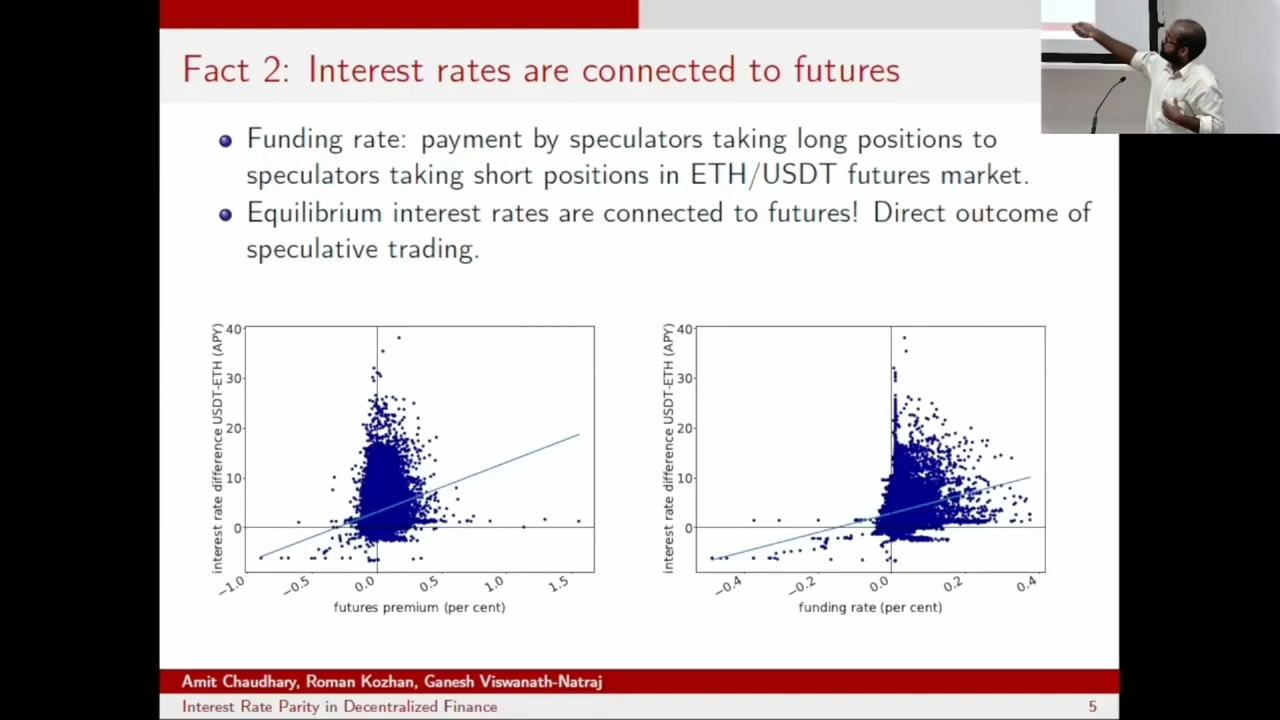 Fact 2: Interest rates are connected to futures
Funding rate: payment by speculators taking long positions to
speculators taking short positions in ETH/USDT futures market.
Equilibrium interest rates are connected to futures! Direct outcome of
speculative trading.
interest rate difference USDT-ETH (APY)
40
30
20
10
0
−1.0
−0.5
0.0
0.5
1.0
1.5
futures premium (per cent)
interest rate difference USDT-ETH (APY)
40
30
20
10
0
−0.4
−0.2
0.0
0.2
0.4
funding rate (per cent)
Amit Chaudhary, Roman Kozhan, Ganesh Viswanath-Natraj
Interest Rate Parity in Decentralized Finance 5